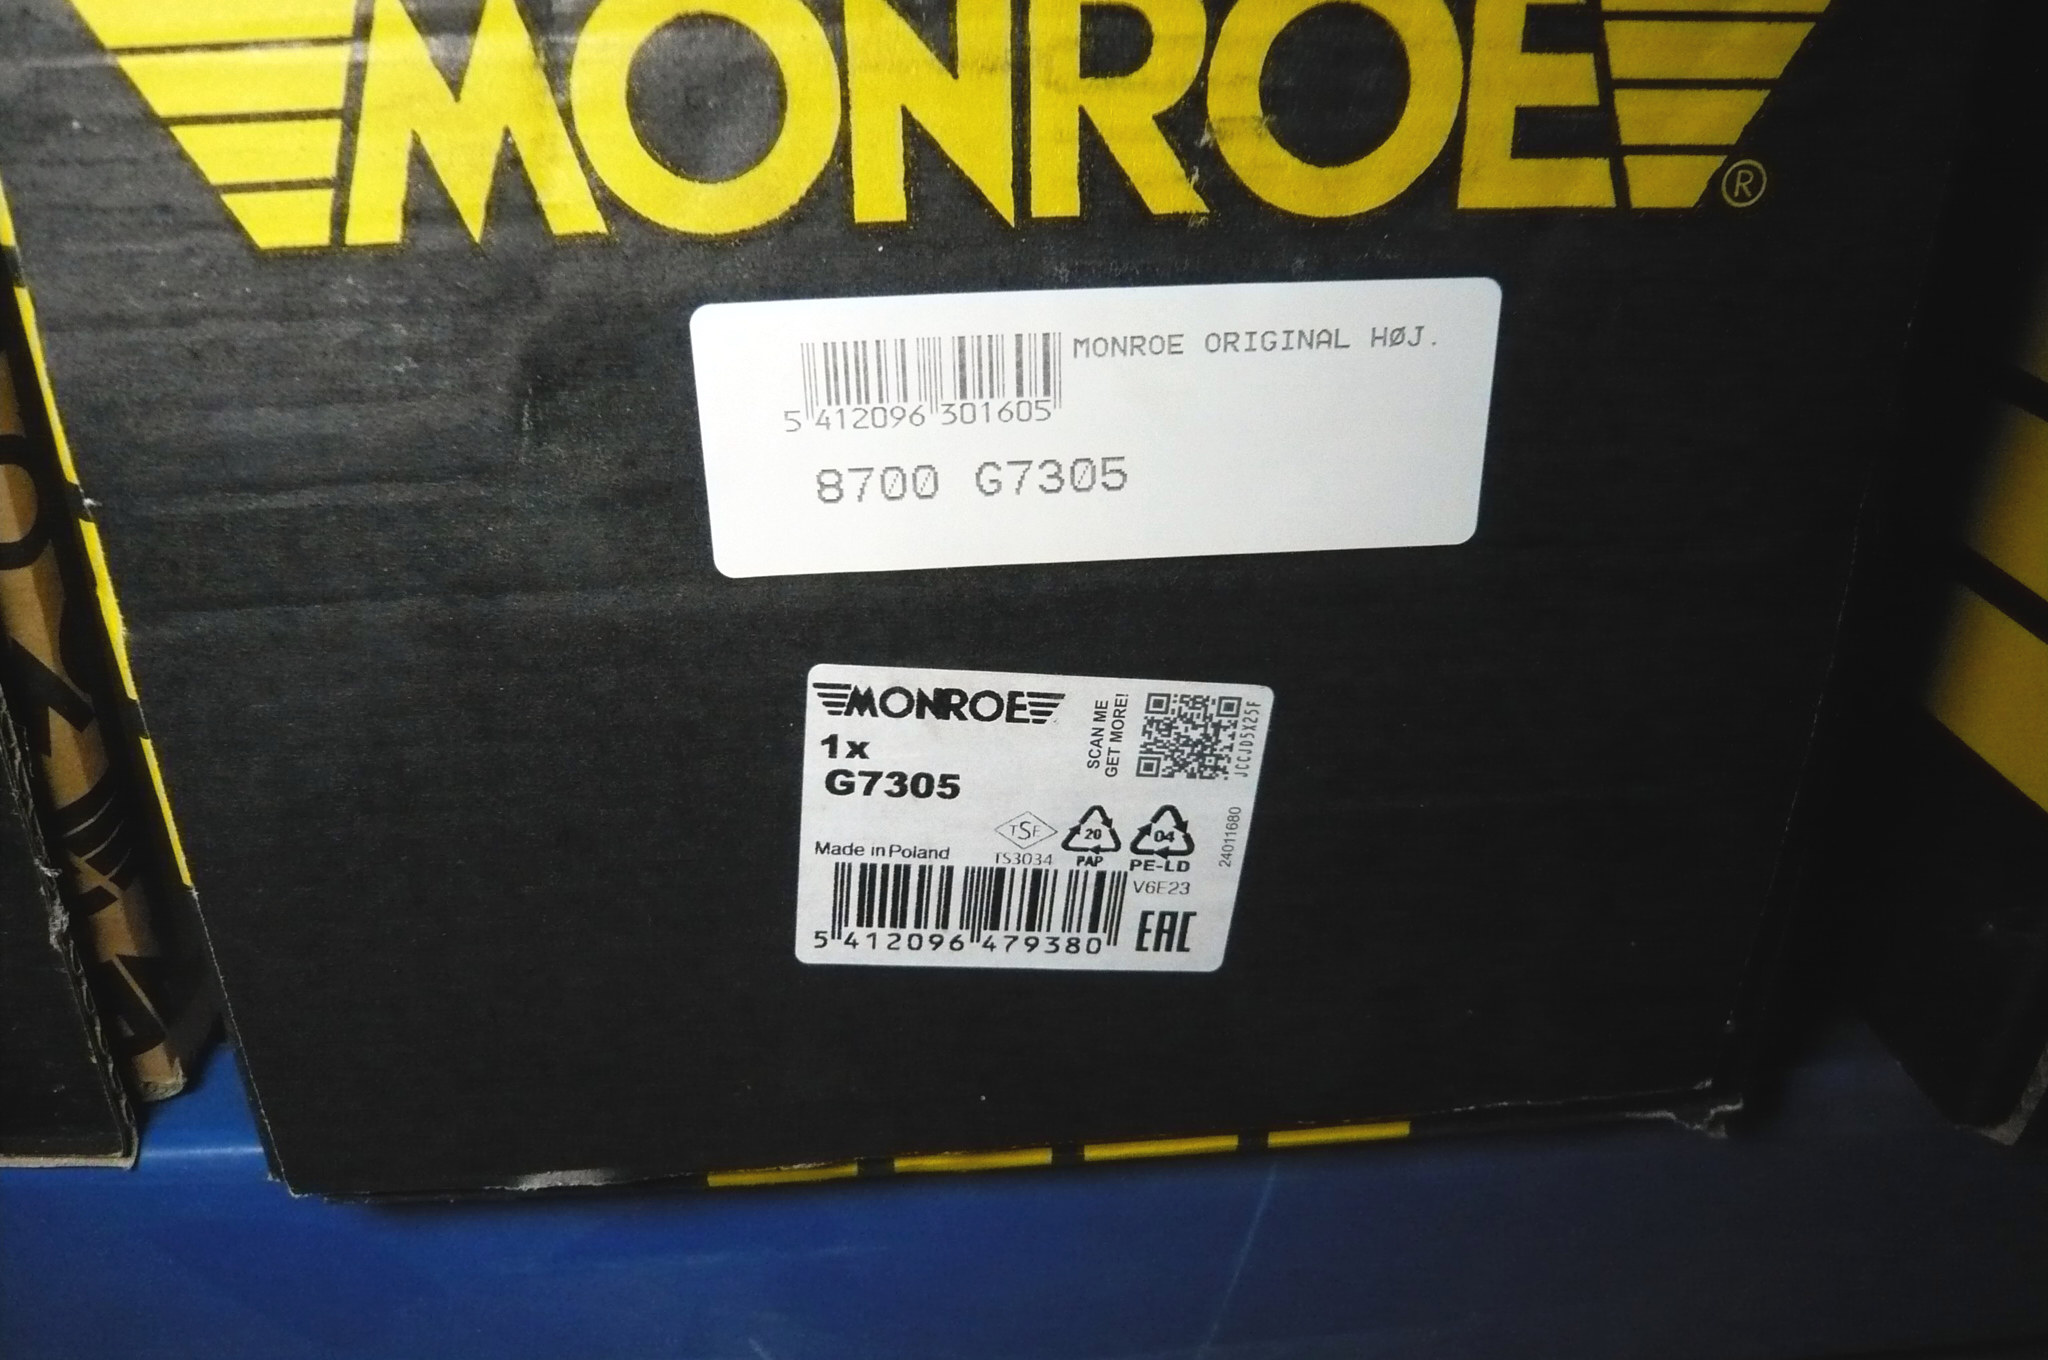 MONROE
®
MONROE ORIGINAL HØJ.
5 412096 301605
8700 G7305
MONROE
1x
G7305
SCAN ME
GET MORE!
JCCJD5X25F
24011680
TSE
TS3034
20
PAP
04
PE-LD
Made in Poland
V6E23
5 412096 479380
EAC